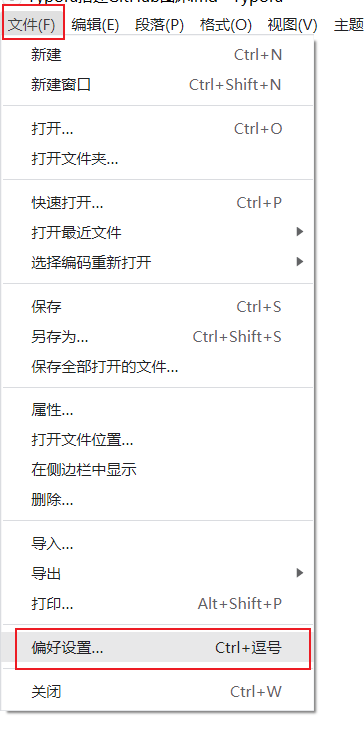 文件(F) 编辑(E) 段落(P) 格式(O) 视图(V) 主题
新建 Ctrl+N
新建窗口 Ctrl+Shift+N
打开... Ctrl+O
打开文件夹...
快速打开... Ctrl+P
打开最近文件
选择编码重新打开
保存 Ctrl+S
另存为... Ctrl+Shift+S
保存全部打开的文件...
属性...
打开文件位置...
在侧边栏中显示
删除...
导入...
导出
打印... Alt+Shift+P
偏好设置... Ctrl+逗号
关闭 Ctrl+W